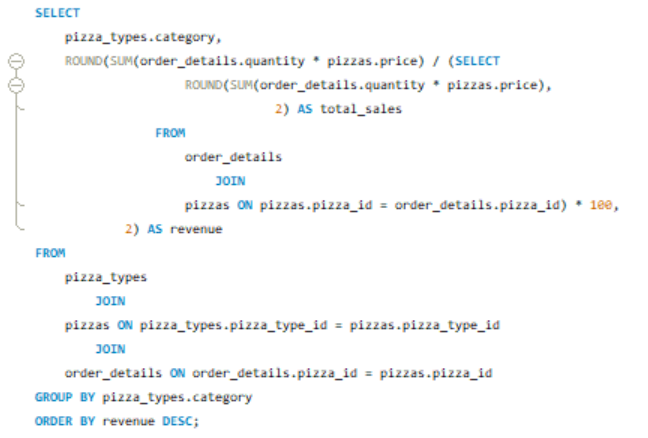 SELECT
pizza_types.category,
ROUND(SUM(order_details.quantity * pizzas.price) / (SELECT
ROUND(SUM(order_details.quantity * pizzas.price),
2) AS total_sales
FROM
order_details
JOIN
pizzas ON pizzas.pizza_id = order_details.pizza_id) * 100,
2) AS revenue
FROM
pizza_types
JOIN
pizzas ON pizza_types.pizza_type_id = pizzas.pizza_type_id
JOIN
order_details ON order_details.pizza_id = pizzas.pizza_id
GROUP BY pizza_types.category
ORDER BY revenue DESC;